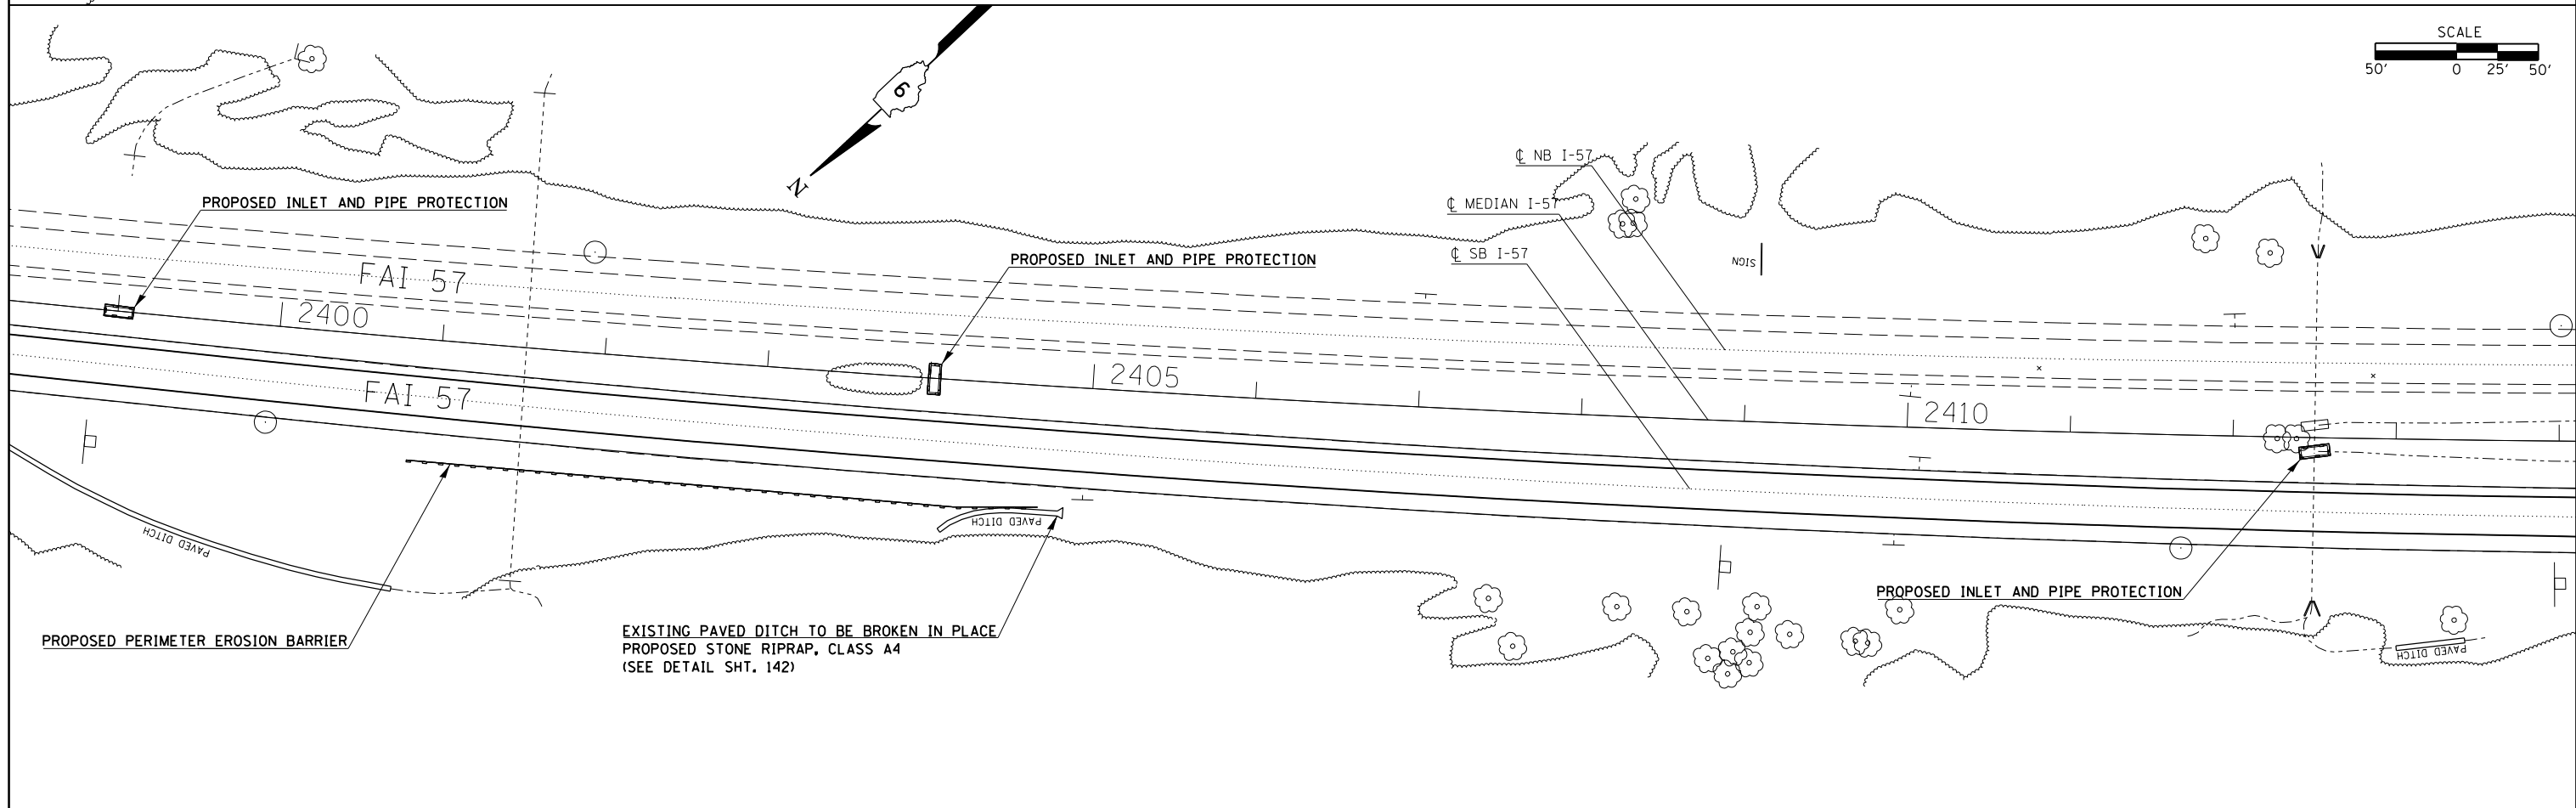 SCALE
50' 0 25' 50'
6
N
℄ NB I-57
℄ MEDIAN I-57
℄ SB I-57
SIGN
PROPOSED INLET AND PIPE PROTECTION
PROPOSED INLET AND PIPE PROTECTION
FAI 57
2400
2405
2410
FAI 57
PAVED DITCH
PAVED DITCH
PAVED DITCH
PROPOSED INLET AND PIPE PROTECTION
PROPOSED PERIMETER EROSION BARRIER
EXISTING PAVED DITCH TO BE BROKEN IN PLACE
PROPOSED STONE RIPRAP, CLASS A4
(SEE DETAIL SHT. 142)